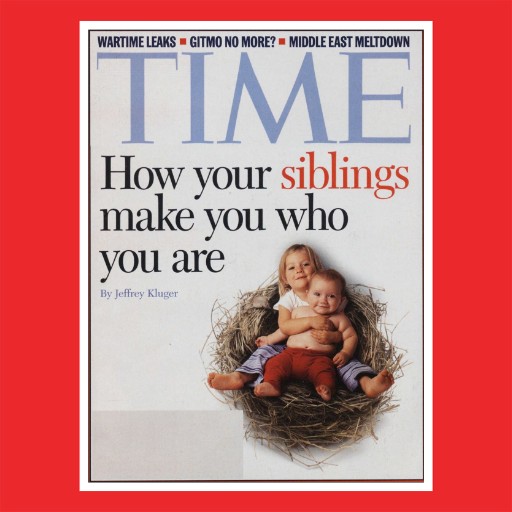 WARTIME LEAKS ■ GITMO NO MORE? ■ MIDDLE EAST MELTDOWN
TIME
How your siblings
make you who
you are
By Jeffrey Kluger